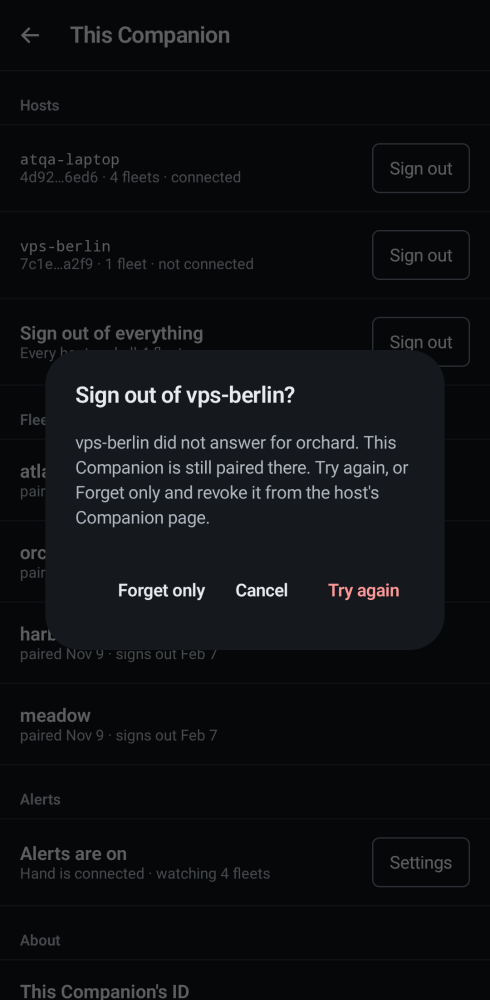 This Companion
Hosts
atqa-laptop
4d92…6ed6 · 4 fleets · connected
Sign out
vps-berlin
7c1e…a2f9 · 1 fleet · not connected
Sign out
Sign out of everything
Every
Sign out
Sign out of vps-berlin?
vps-berlin did not answer for orchard. This
Companion is still paired there. Try again, or
Forget only and revoke it from the host's
Companion page.
Forget only
Cancel
Try again
paired Nov 9 · signs out Feb 7
meadow
paired Nov 9 · signs out Feb 7
Alerts
Alerts are on
Hand is connected · watching 4 fleets
Settings
About
This Companion's ID